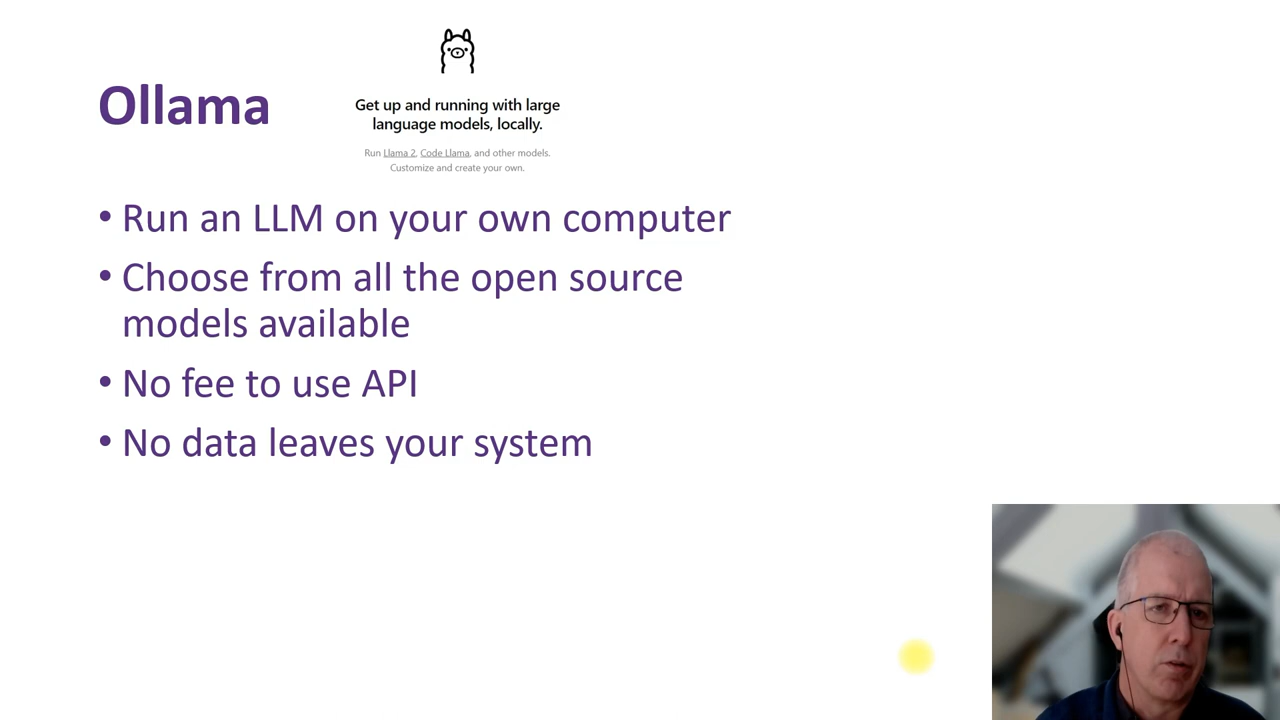 Ollama
Get up and running with large
language models, locally.
Run Llama 2, Code Llama, and other models.
Customize and create your own.
• Run an LLM on your own computer
• Choose from all the open source
models available
• No fee to use API
• No data leaves your system